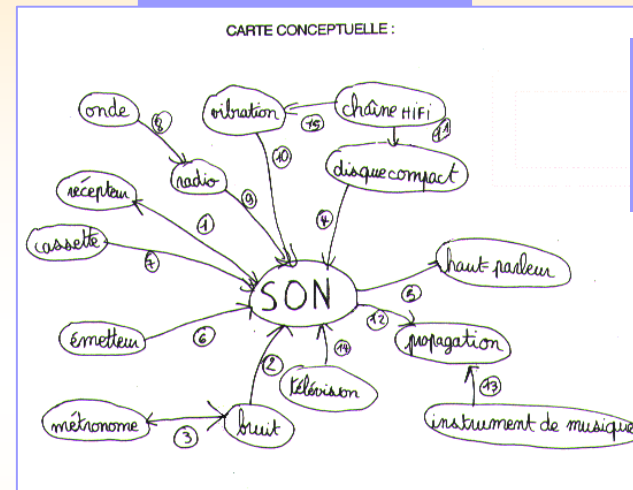 CARTE CONCEPTUELLE :
onde
vibration
chaîne HiFi
8
15
11
10
radio
disque compact
récepteur
9
1
4
cassette
7
haut-parleur
SON
5
émetteur
6
12
propagation
14
2
télévision
13
métronome
3
bruit
instrument de musique